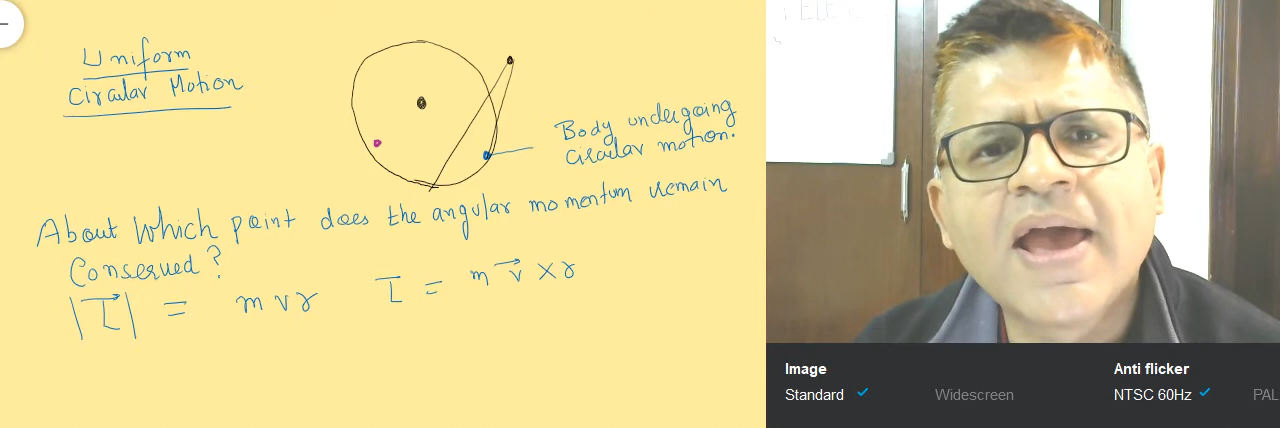 Uniform
Circular Motion
Body undergoing
circular motion.
About which point does the angular momentum remain
Conserved?
|L⃗| = mvr L⃗ = m v⃗ × r
Image
Anti flicker
Standard
Widescreen
NTSC 60Hz
PAL